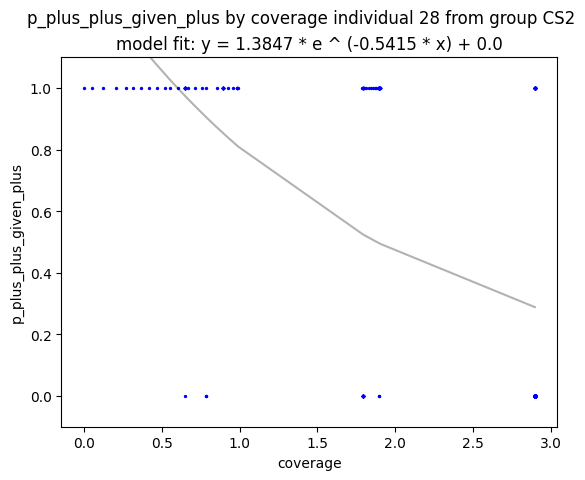 p_plus_plus_given_plus by coverage individual 28 from group CS2
model fit: y = 1.3847 * e ^ (-0.5415 * x) + 0.0
p_plus_plus_given_plus
1.0
0.8
0.6
0.4
0.2
0.0
0.0 0.5 1.0 1.5 2.0 2.5 3.0
coverage